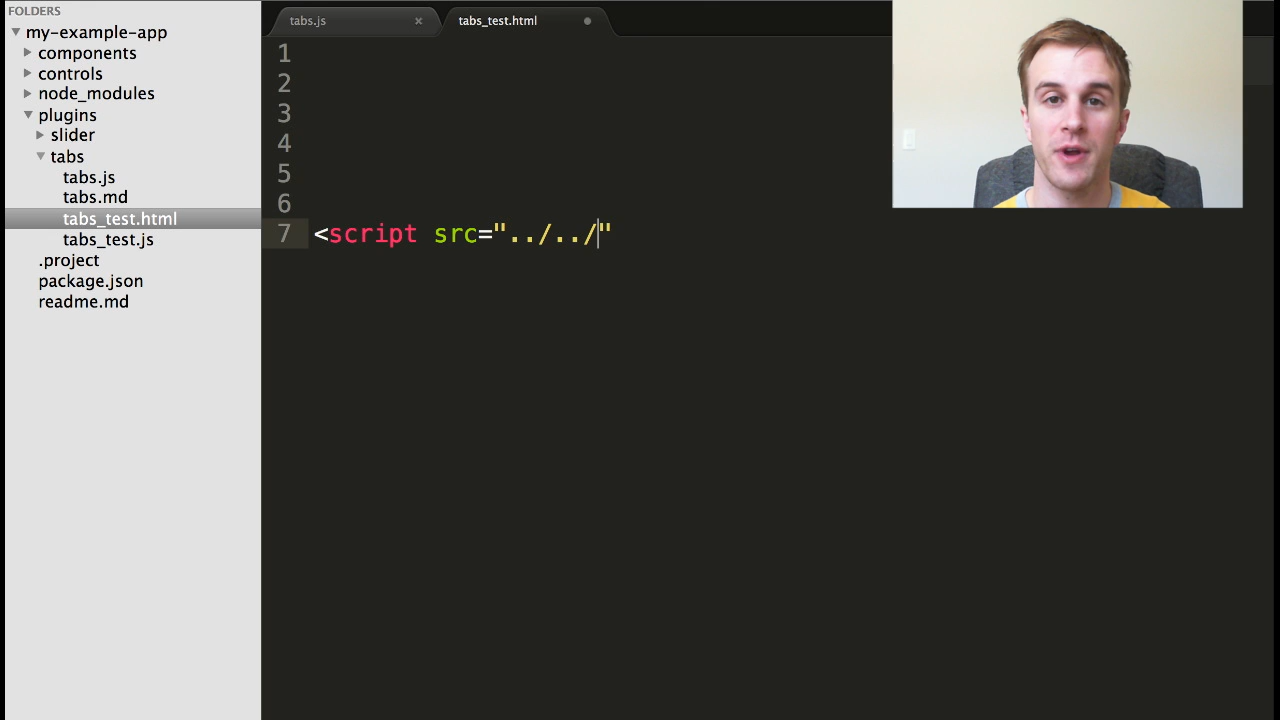 FOLDERS
my-example-app
components
controls
node_modules
plugins
slider
tabs
tabs.js
tabs.md
tabs_test.html
tabs_test.js
.project
package.json
readme.md
tabs.js ×
tabs_test.html
1
2
3
4
5
6
7 <script src="../../"